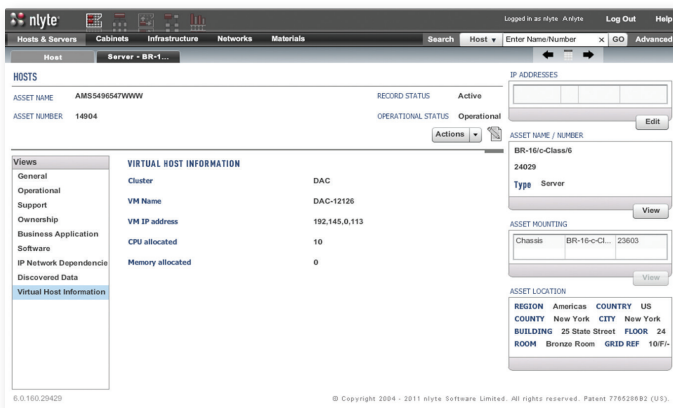 nlyte
Logged in as nlyte Anlyte Log Out Help
Hosts & Servers Cabinets Infrastructure Networks Materials Search Host Enter Name/Number x GO Advanced
Host Server - BR-1...
HOSTS
ASSET NAME AMS5496547WWW RECORD STATUS Active
ASSET NUMBER 14904 OPERATIONAL STATUS Operational
Actions
Views
General
Operational
Support
Ownership
Business Application
Software
IP Network Dependencie
Discovered Data
Virtual Host Information
VIRTUAL HOST INFORMATION
Cluster DAC
VM Name DAC-12126
VM IP address 192,145,0,113
CPU allocated 10
Memory allocated 0
IP ADDRESSES
Edit
ASSET NAME / NUMBER
BR-16/c-Class/6
24029
Type Server
View
ASSET MOUNTING
Chassis BR-16-c-Cl... 23603
View
ASSET LOCATION
REGION Americas COUNTRY US
COUNTY New York CITY New York
BUILDING 25 State Street FLOOR 24
ROOM Bronze Room GRID REF 10/F/-
6.0.160.29429
© Copyright 2004 - 2011 nlyte Software Limited. All rights reserved. Patent 7765286B2 (US).